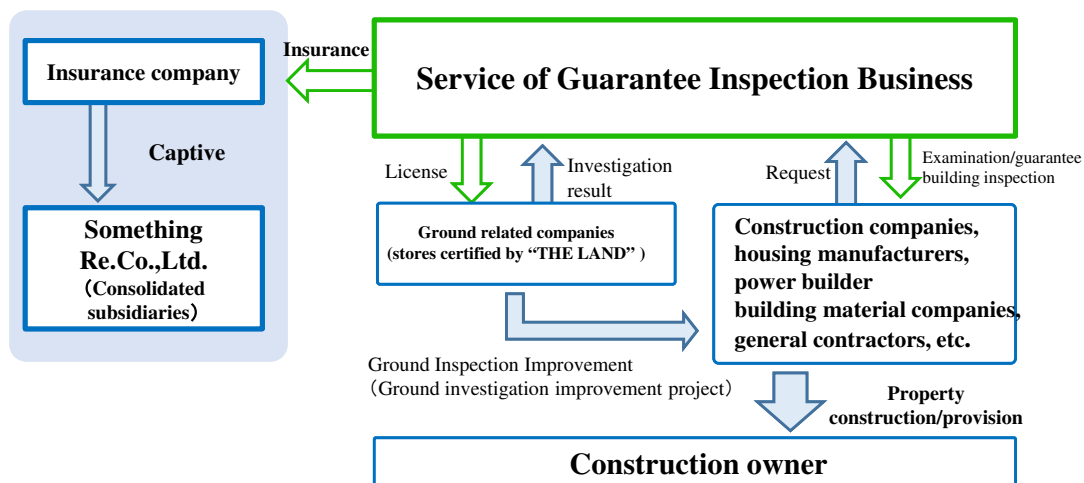 Insurance
Insurance company
Service of Guarantee Inspection Business
Captive
License
Investigation
result
Request
Examination/guarantee
building inspection
Something
Re.Co.,Ltd.
（Consolidated
subsidiaries）
Ground related companies
(stores certified by “THE LAND” )
Construction companies,
housing manufacturers,
power builder
building material companies,
general contractors, etc.
Ground Inspection Improvement
（Ground investigation improvement project）
Property
construction/provision
Construction owner